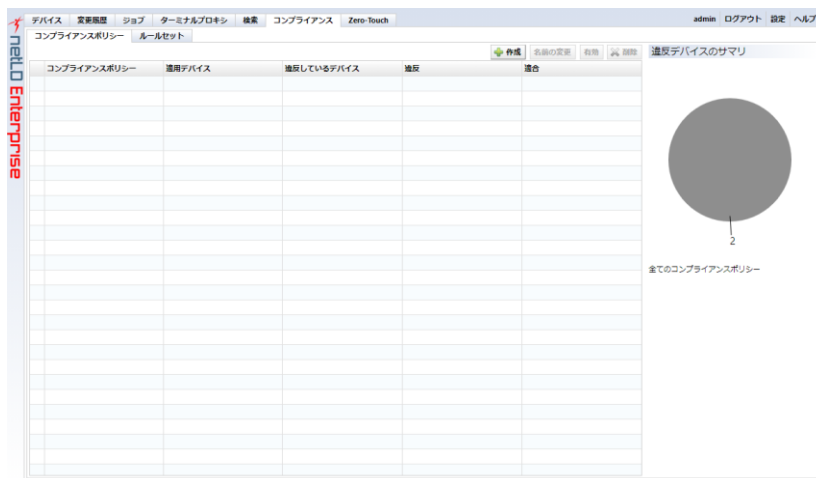 デバイス 変更履歴 ジョブ ターミナルプロキシ 検索 コンプライアンス Zero-Touch admin ログアウト 設定 ヘルプ
コンプライアンスポリシー ルールセット
作成 名前の変更 有効 削除 違反デバイスのサマリ
コンプライアンスポリシー 適用デバイス 違反しているデバイス 違反 適合
2
全てのコンプライアンスポリシー
netLD Enterprise